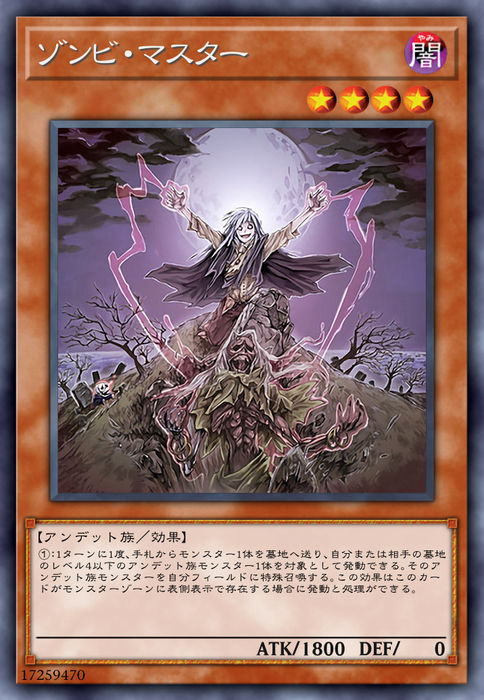 ゾンビ・マスター
やみ
闇
【アンデット族／効果】
①：1ターンに1度、手札からモンスター1体を墓地へ送り、自分または相手の墓地
のレベル4以下のアンデット族モンスター1体を対象として発動できる。そのア
ンデット族モンスターを自分フィールドに特殊召喚する。この効果はこのカー
ドがモンスターゾーンに表側表示で存在する場合に発動と処理ができる。
ATK/1800 DEF/ 0
17259470